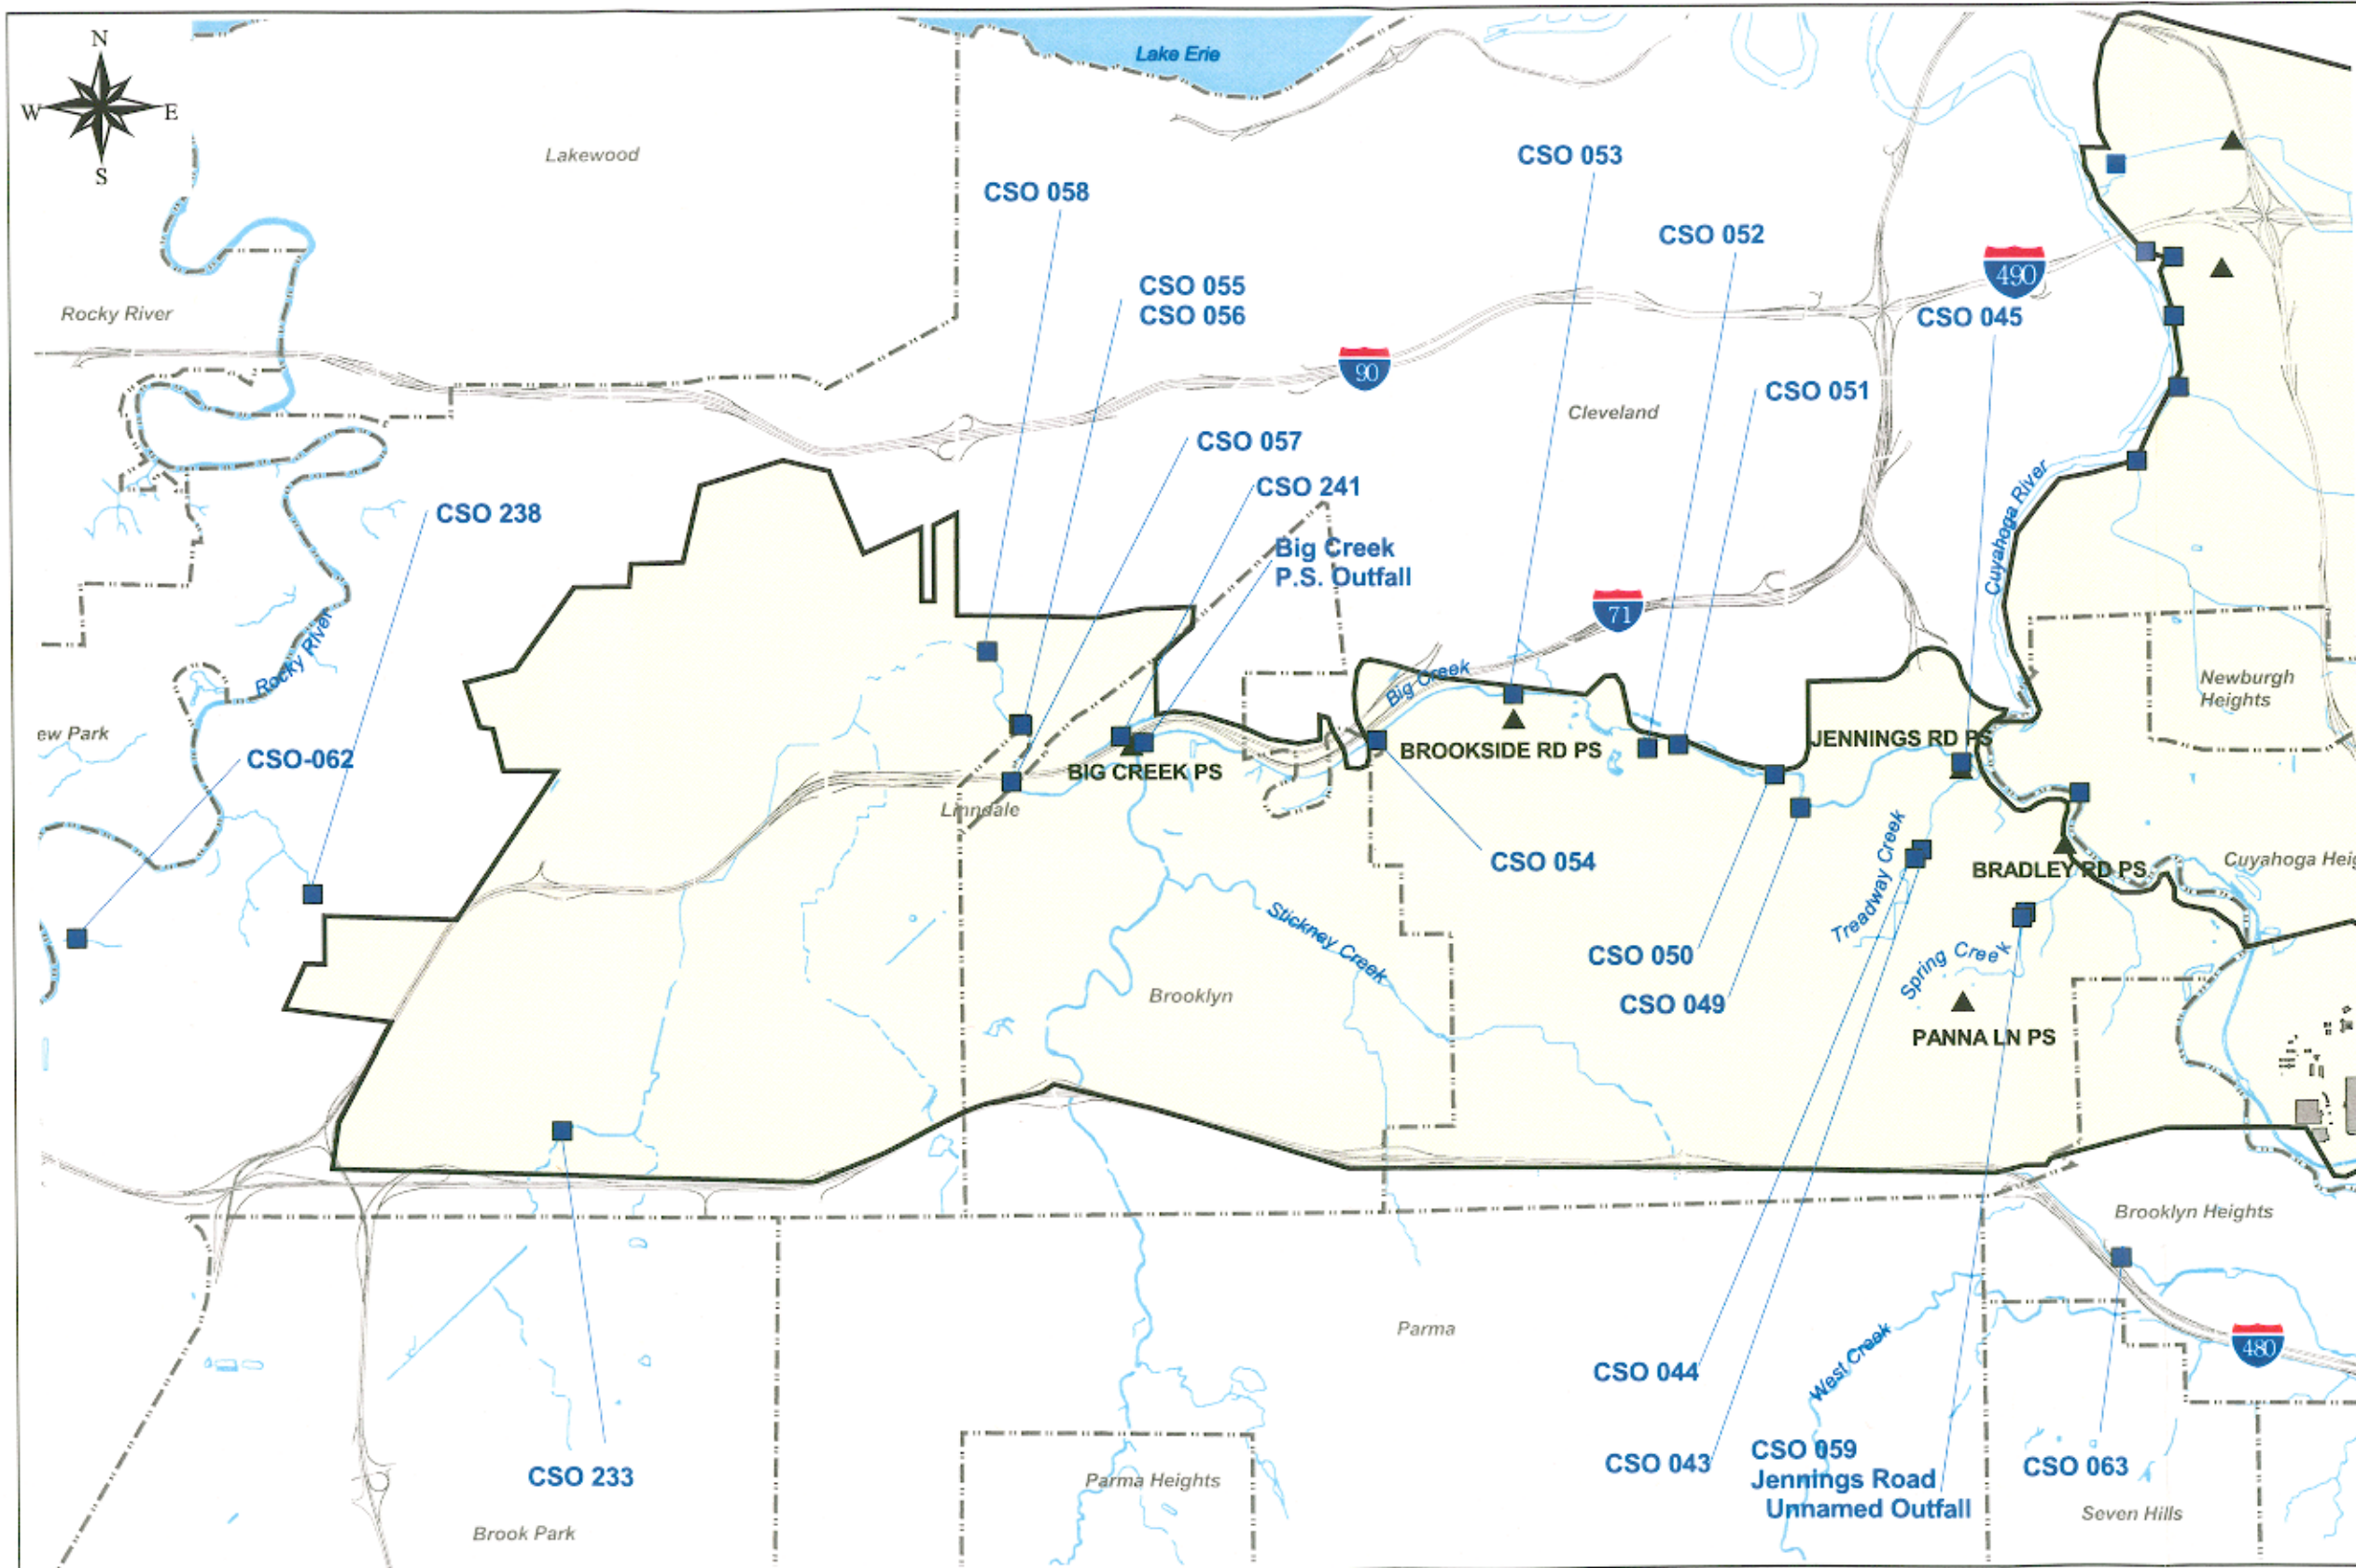 N
W
E
S
Lake Erie
Lakewood
CSO 053
CSO 058
CSO 052
CSO 055
CSO 056
490
CSO 045
Rocky River
90
CSO 051
Cleveland
CSO 057
CSO 241
CSO 238
Cuyahoga River
Big Creek
P.S. Outfall
71
Rocky River
Big Creek
Newburgh
Heights
ew Park
CSO-062
BROOKSIDE RD PS
JENNINGS RD PS
BIG CREEK PS
Linndale
CSO 054
Treadway Creek
BRADLEY RD PS
Cuyahoga Heig
Stickney Creek
CSO 050
Spring Creek
Brooklyn
CSO 049
PANNA LN PS
Brooklyn Heights
Parma
480
West Creek
CSO 044
CSO 043
CSO 059
Jennings Road
Unnamed Outfall
CSO 063
CSO 233
Parma Heights
Brook Park
Seven Hills